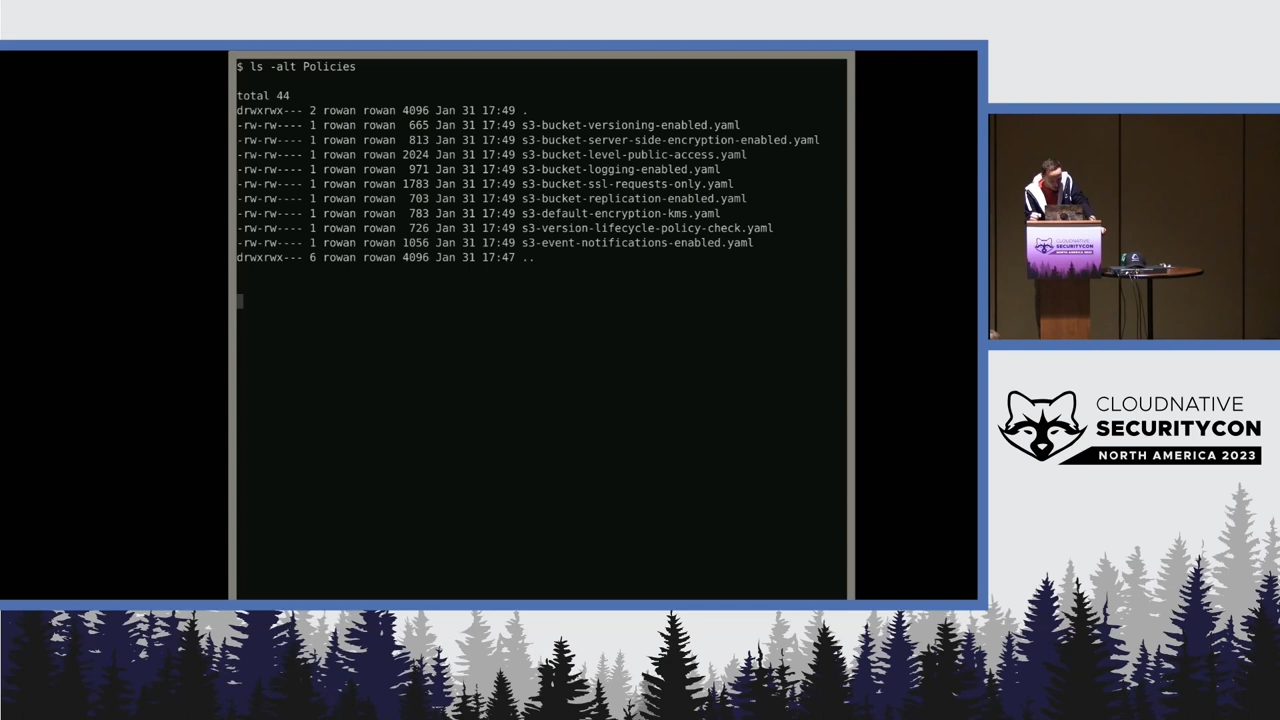 $ ls -alt Policies
total 44
drwxrwx--- 2 rowan rowan 4096 Jan 31 17:49 .
-rw-rw---- 1 rowan rowan  665 Jan 31 17:49 s3-bucket-versioning-enabled.yaml
-rw-rw---- 1 rowan rowan  813 Jan 31 17:49 s3-bucket-server-side-encryption-enabled.yaml
-rw-rw---- 1 rowan rowan 2024 Jan 31 17:49 s3-bucket-level-public-access.yaml
-rw-rw---- 1 rowan rowan  971 Jan 31 17:49 s3-bucket-logging-enabled.yaml
-rw-rw---- 1 rowan rowan 1783 Jan 31 17:49 s3-bucket-ssl-requests-only.yaml
-rw-rw---- 1 rowan rowan  703 Jan 31 17:49 s3-bucket-replication-enabled.yaml
-rw-rw---- 1 rowan rowan  783 Jan 31 17:49 s3-default-encryption-kms.yaml
-rw-rw---- 1 rowan rowan  726 Jan 31 17:49 s3-version-lifecycle-policy-check.yaml
-rw-rw---- 1 rowan rowan 1056 Jan 31 17:49 s3-event-notifications-enabled.yaml
drwxrwx--- 6 rowan rowan 4096 Jan 31 17:47 ..
CLOUDNATIVE
SECURITYCON
CLOUDNATIVE
SECURITYCON
NORTH AMERICA 2023